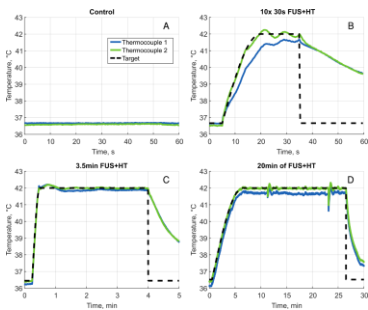 Control
10x 30s FUS+HT
43
42
41
40
39
38
37
36
Temperature, °C
A
Thermocouple 1
Thermocouple 2
Target
0 10 20 30 40 50 60
Time, s
43
42
41
40
39
38
37
36
Temperature, °C
B
0 10 20 30 40 50 60
Time, s
3.5min FUS+HT
20min of FUS+HT
43
42
41
40
39
38
37
36
Temperature, °C
C
0 1 2 3 4 5
Time, min
43
42
41
40
39
38
37
36
Temperature, °C
D
0 5 10 15 20 25 30
Time, min